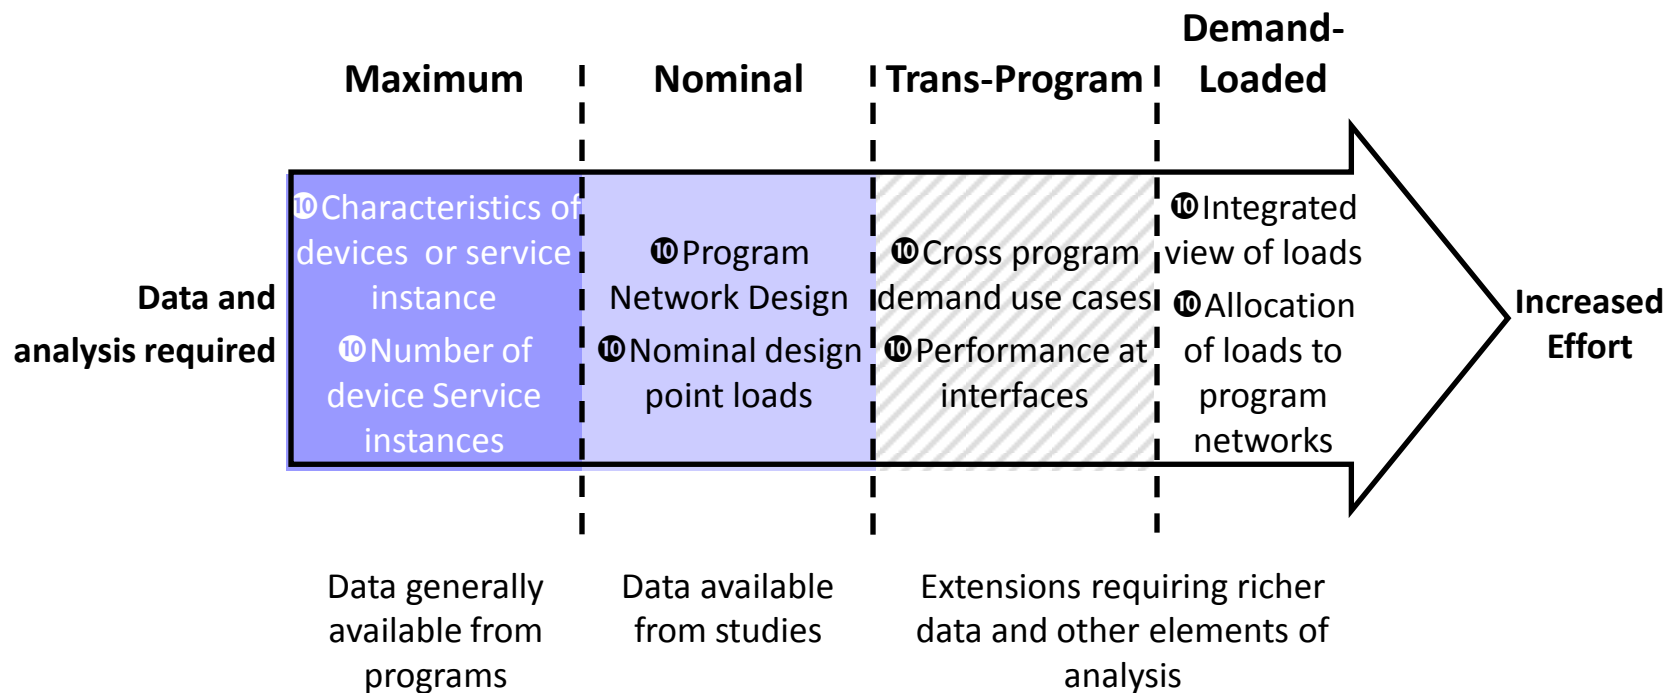 Maximum
Nominal
Trans-Program
Demand-
Loaded
Data and
analysis required
❿Characteristics of
devices  or service
instance
❿Number of
device Service
instances
❿Program
Network Design
❿Nominal design
point loads
❿Cross program
demand use cases
❿Performance at
interfaces
❿Integrated
view of loads
❿Allocation
of loads to
program
networks
Increased
Effort
Data generally
available from
programs
Data available
from studies
Extensions requiring richer
data and other elements of
analysis